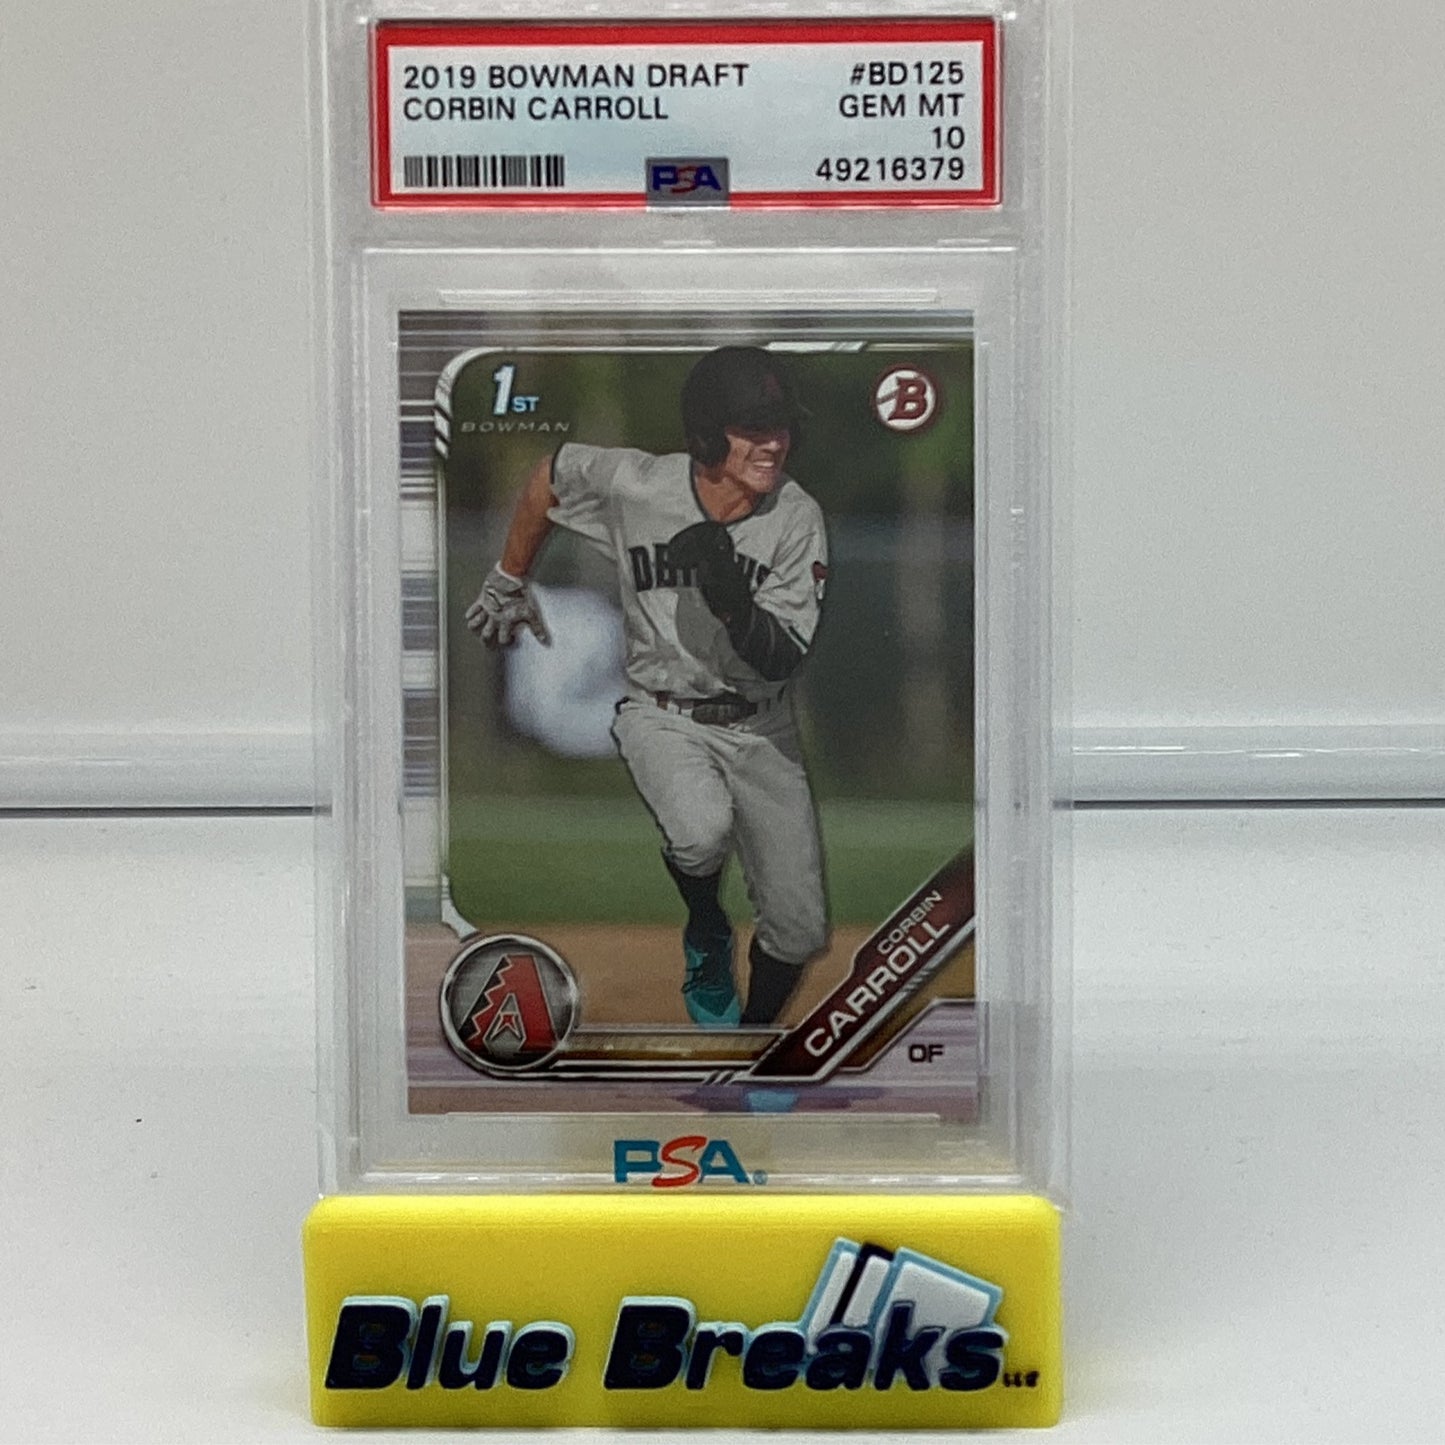 2019 BOWMAN DRAFT #BD125
CORBIN CARROLL GEM MT
10
PSA 49216379
1ST
BOWMAN
B
CORBIN
CARROLL
A
OF
PSA®
Blue Breaks LLC